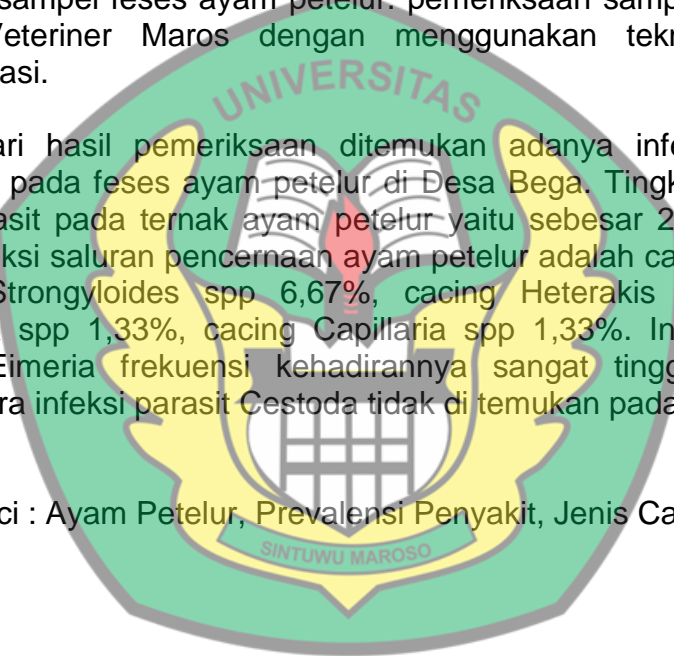 sampel feses ayam petelur. pemeriksaan samp
Veteriner Maros dengan menggunakan tekn
asi.
UNIVERSITAS
ari hasil pemeriksaan ditemukan adanya infe
pada feses ayam petelur di Desa Bega. Tingk
asit pada ternak ayam petelur yaitu sebesar 2
ksi saluran pencernaan ayam petelur adalah ca
Strongyloides spp 6,67%, cacing Heterakis
spp 1,33%, cacing Capillaria spp 1,33%. In
Eimeria frekuensi kehadirannya sangat tingg
ra infeksi parasit Cestoda tidak di temukan pada
ci : Ayam Petelur, Prevalensi Penyakit, Jenis Ca
SINTUWU MAROSO